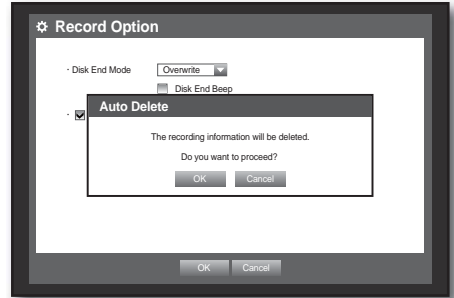 Record Option
· Disk End Mode Overwrite
Disk End Beep
·
Auto Delete
The recording information will be deleted.
Do you want to proceed?
OK Cancel
OK Cancel